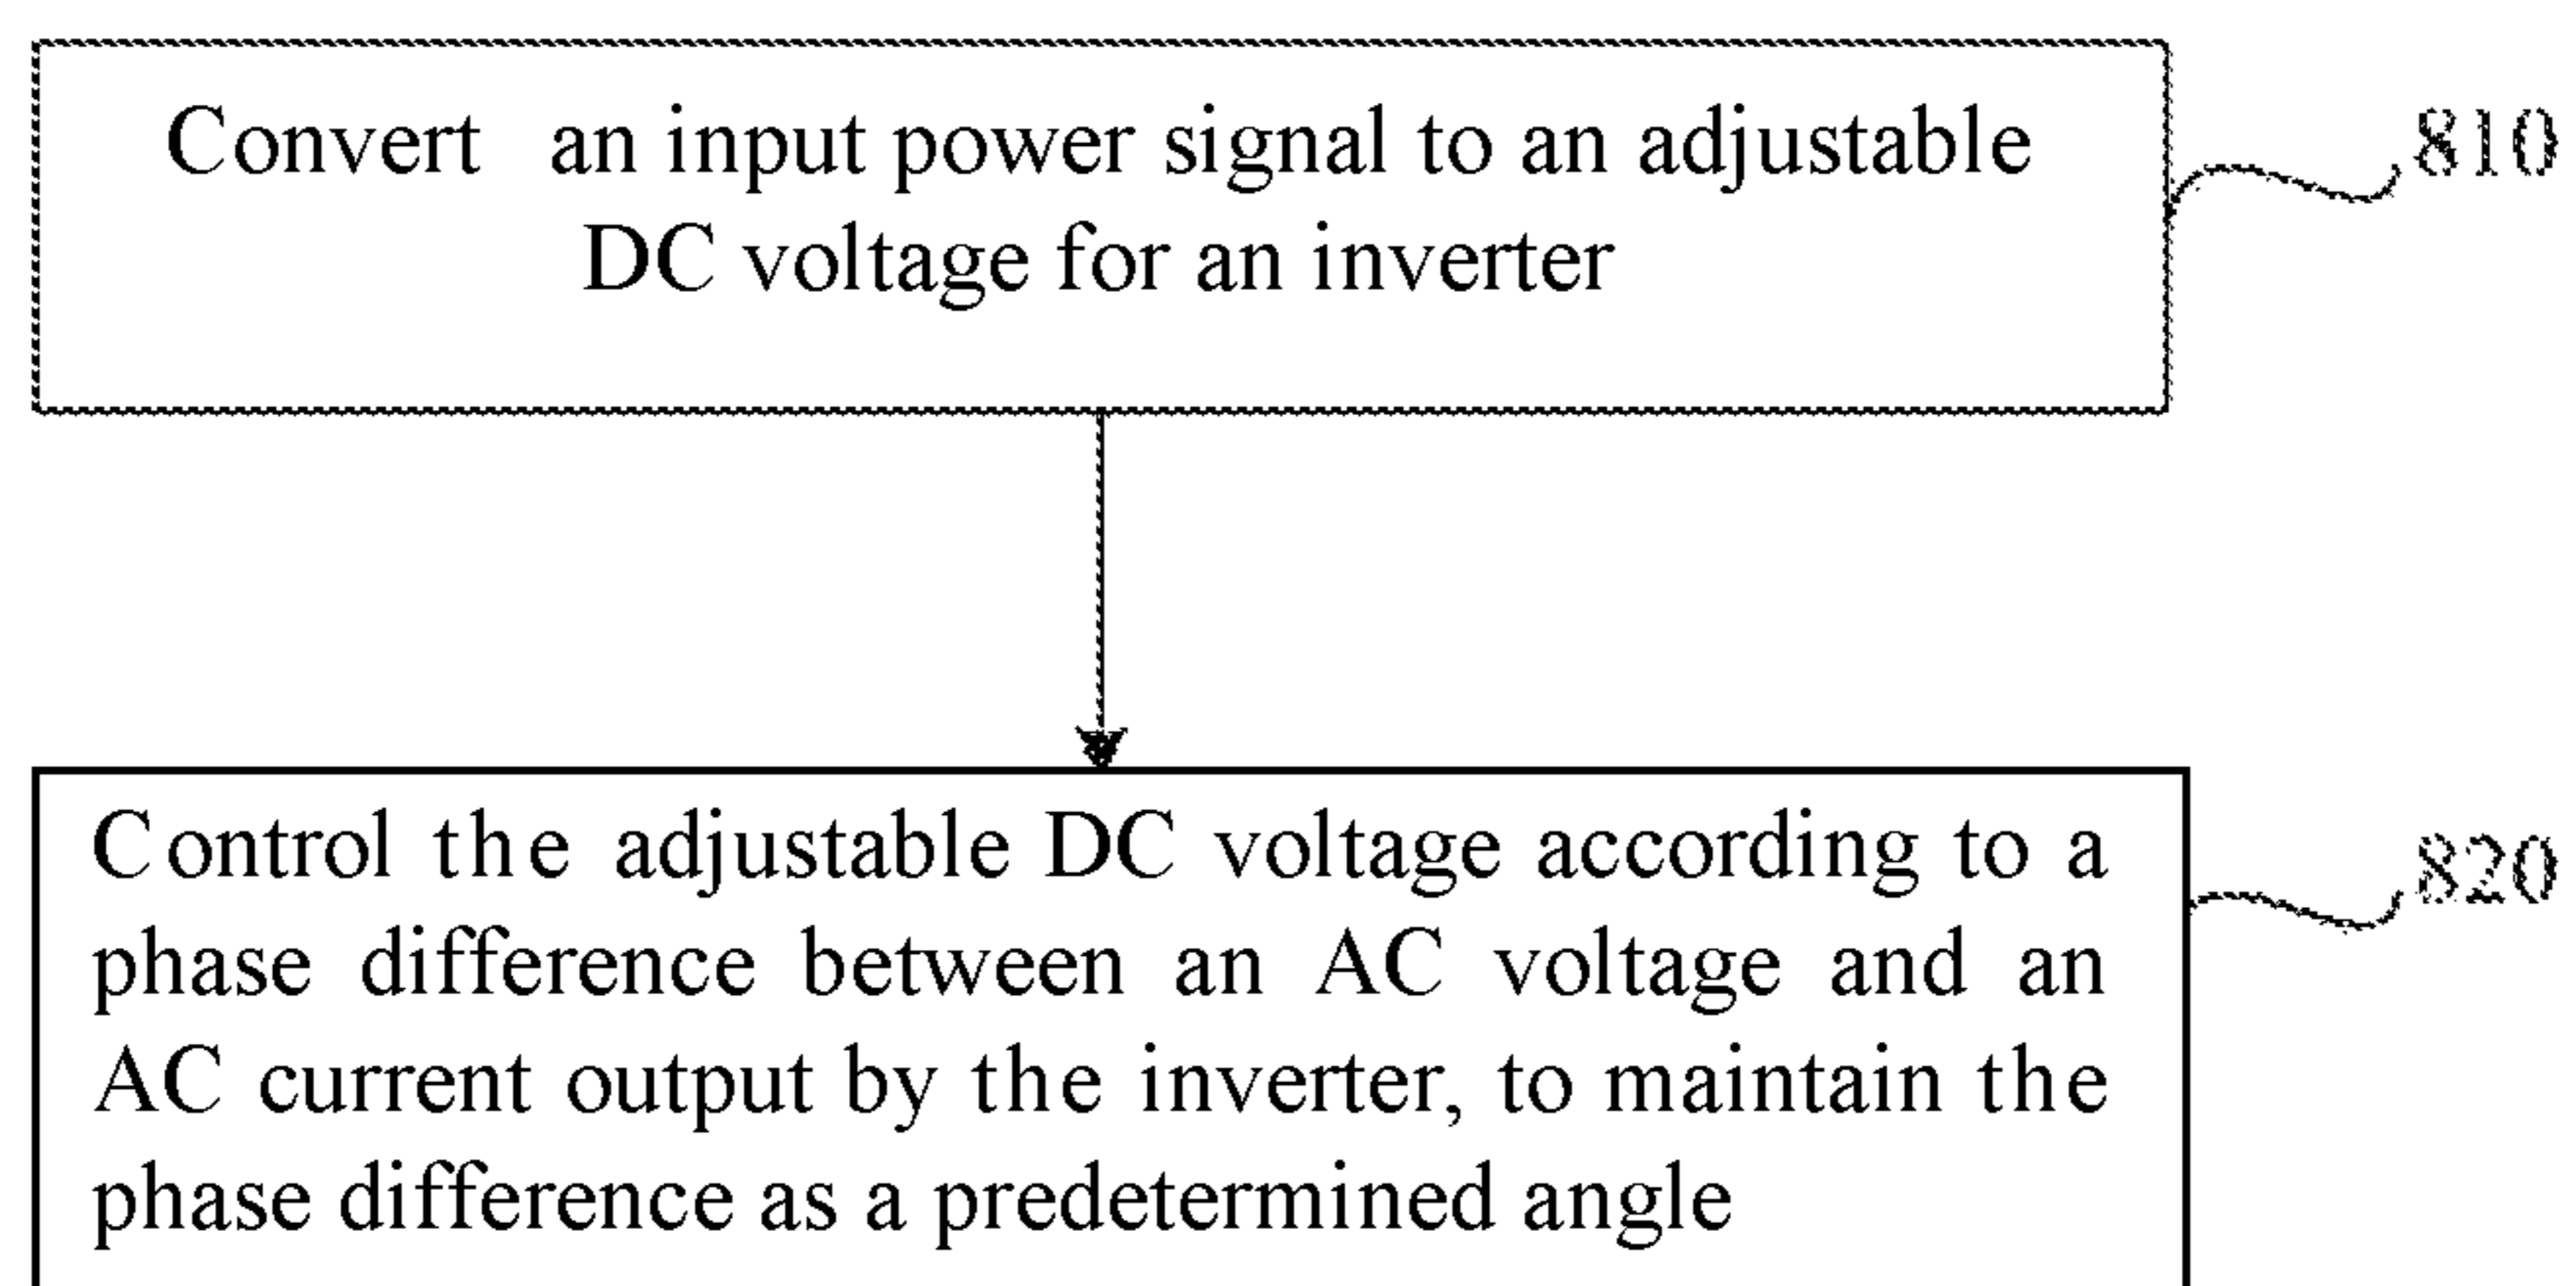 Convert an input power signal to an adjustable
DC voltage for an inverter
810
Control the adjustable DC voltage according to a
phase difference between an AC voltage and an
AC current output by the inverter, to maintain the
phase difference as a predetermined angle
820